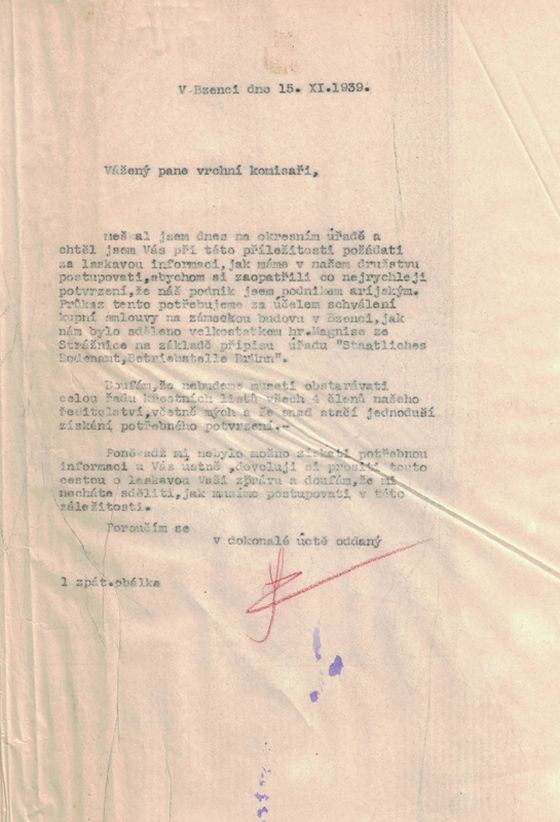 V Bzenci dne 15. XI.1939.
Vážený pane vrchní komisaři,
meškal jsem dnes na okresním úřadě a
chtěl jsem Vás při této příležitosti požádati
za laskavou informaci,jak máme v našem družstvu
postupovati,abychom si zaopatřili co nejrychleji
potvrzení,že náš podnik jsem podnikem arijským.
Průkaz tento potřebujeme za účelem schválení
kupní smlouvy na zámeckou budovu v Bzenci,jak
nám bylo sděleno velkostatkem hr.Magnise ze
Strážnice na základě přípisu úřadu "Staatliches
Bodenamt,Betriebstelle Brünn".
Doufám,že nebudeme museti obstarávati
celou řadu křestních listů všech 4 členů našeho
ředitelství,včetně mých a že snad stačí jednoduší
získání potřebného potvrzení.-
Poněvadž mi nebylo možno získati potřebnou
informaci u Vás ústně ,dovoluji si prositi touto
cestou o laskavou Vaši zprávu a doufám,že mi
necháte sděliti,jak musíme postupovati v této
záležitosti.
Poroučím se
v dokonalé úctě oddaný
1 zpát.obálka